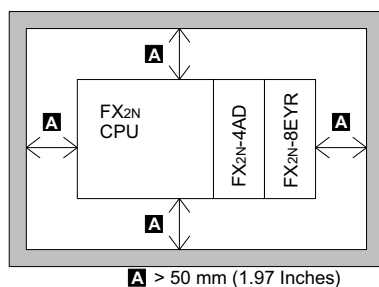 A
FX2N
CPU
FX2N-4AD
FX2N-8EYR
A
A
A
A > 50 mm (1.97 Inches)